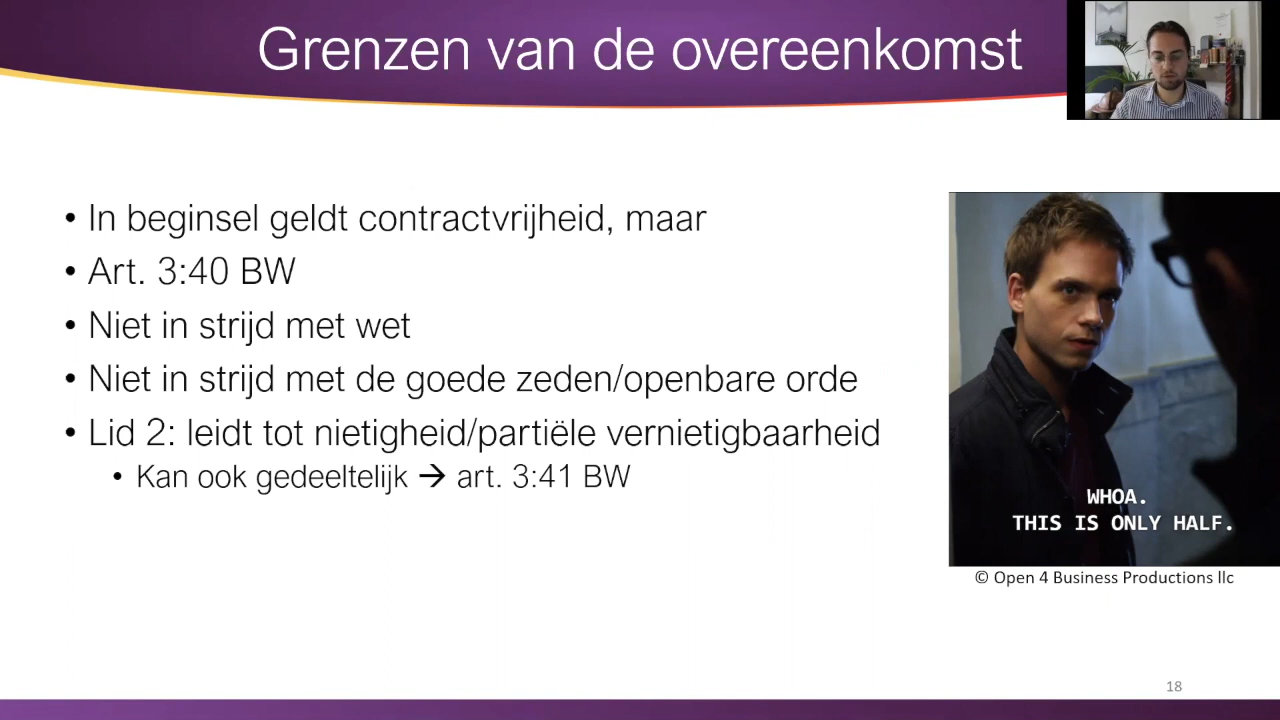 Grenzen van de overeenkomst
• In beginsel geldt contractvrijheid, maar
• Art. 3:40 BW
• Niet in strijd met wet
• Niet in strijd met de goede zeden/openbare orde
• Lid 2: leidt tot nietigheid/partiële vernietigbaarheid
• Kan ook gedeeltelijk → art. 3:41 BW
WHOA.
THIS IS ONLY HALF.
© Open 4 Business Productions llc
18